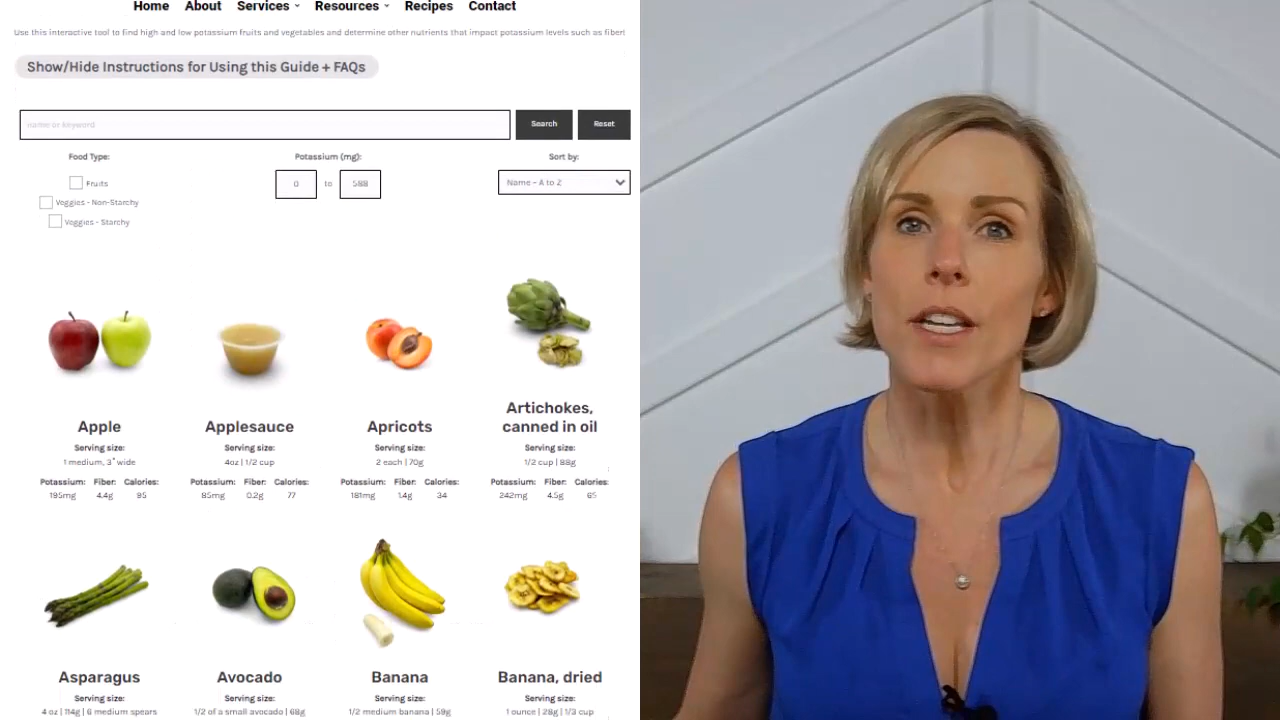 Home About Services Resources Recipes Contact
Use this interactive tool to find high and low potassium fruits and vegetables and determine other nutrients that impact potassium levels such as fiber!
Show/Hide Instructions for Using this Guide + FAQs
name or keyword Search Reset
Food Type: Potassium (mg): Sort by:
Fruits 0 to 588 Name - A to Z
Veggies - Non-Starchy
Veggies - Starchy
Apple Applesauce Apricots Artichokes, canned in oil
Serving size: Serving size: Serving size: Serving size:
1 medium, 3" wide 4oz | 1/2 cup 2 each | 70g 1/2 cup | 88g
Potassium: Fiber: Calories: Potassium: Fiber: Calories: Potassium: Fiber: Calories: Potassium: Fiber: Calories:
195mg 4.4g 95 85mg 0.2g 77 181mg 1.4g 34 242mg 4.5g 65
Asparagus Avocado Banana Banana, dried
Serving size: Serving size: Serving size: Serving size:
4 oz | 114g | 6 medium spears 1/2 of a small avocado | 68g 1/2 medium banana | 59g 1 ounce | 28g | 1/3 cup